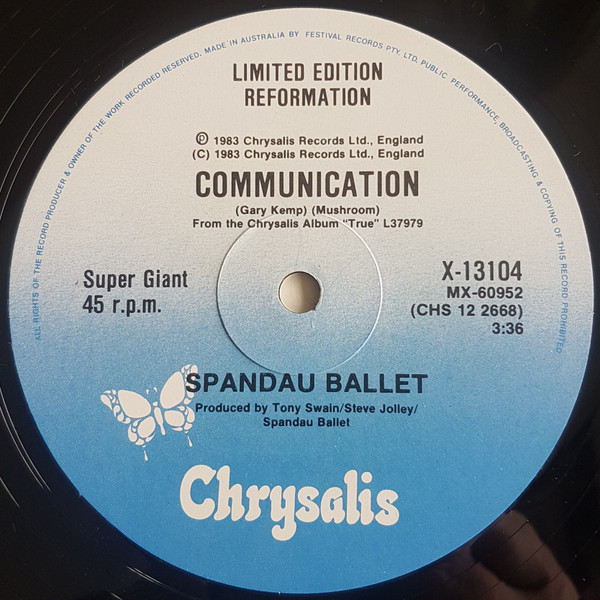 ALL RIGHTS OF THE RECORD PRODUCER & OWNER OF THE WORK RECORDED RESERVED. MADE IN AUSTRALIA BY FESTIVAL RECORDS PTY. LTD. PUBLIC PERFORMANCE, BROADCASTING & COPYING OF THIS RECORD PROHIBITED
LIMITED EDITION
REFORMATION
℗ 1983 Chrysalis Records Ltd., England
(C) 1983 Chrysalis Records Ltd., England
COMMUNICATION
(Gary Kemp) (Mushroom)
From the Chrysalis Album "True" L37979
Super Giant
45 r.p.m.
X-13104
MX-60952
(CHS 12 2668)
3:36
SPANDAU BALLET
Produced by Tony Swain/Steve Jolley/
Spandau Ballet
Chrysalis